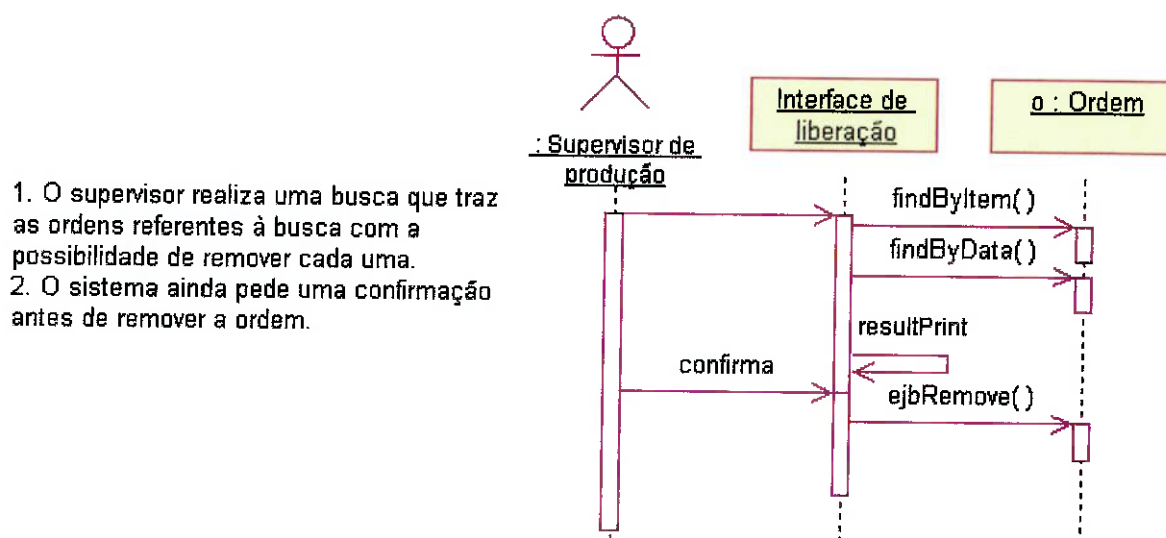 1. O supervisor realiza uma busca que traz
as ordens referentes à busca com a
possibilidade de remover cada uma.
2. O sistema ainda pede uma confirmação
antes de remover a ordem.
: Supervisor de
produção
Interface de
liberação
o : Ordem
findByItem( )
findByData( )
resultPrint
confirma
ejbRemove( )